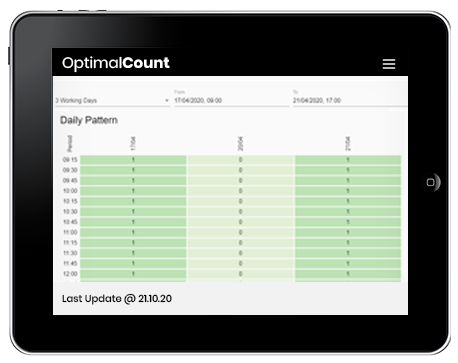 OptimalCount
From
To
3 Working Days
17/04/2020, 09:00
21/04/2020, 17:00
Daily Pattern
Period 17/04 20/04 21/04
09:15 1 0 1
09:30 1 0 1
09:45 1 0 1
10:00 1 0 1
10:15 1 0 1
10:30 1 0 1
10:45 1 0 1
11:00 1 0 1
11:15 1 0 1
11:30 1 0 1
11:45 1 0 1
12:00 1 0 1
Last Update @ 21.10.20